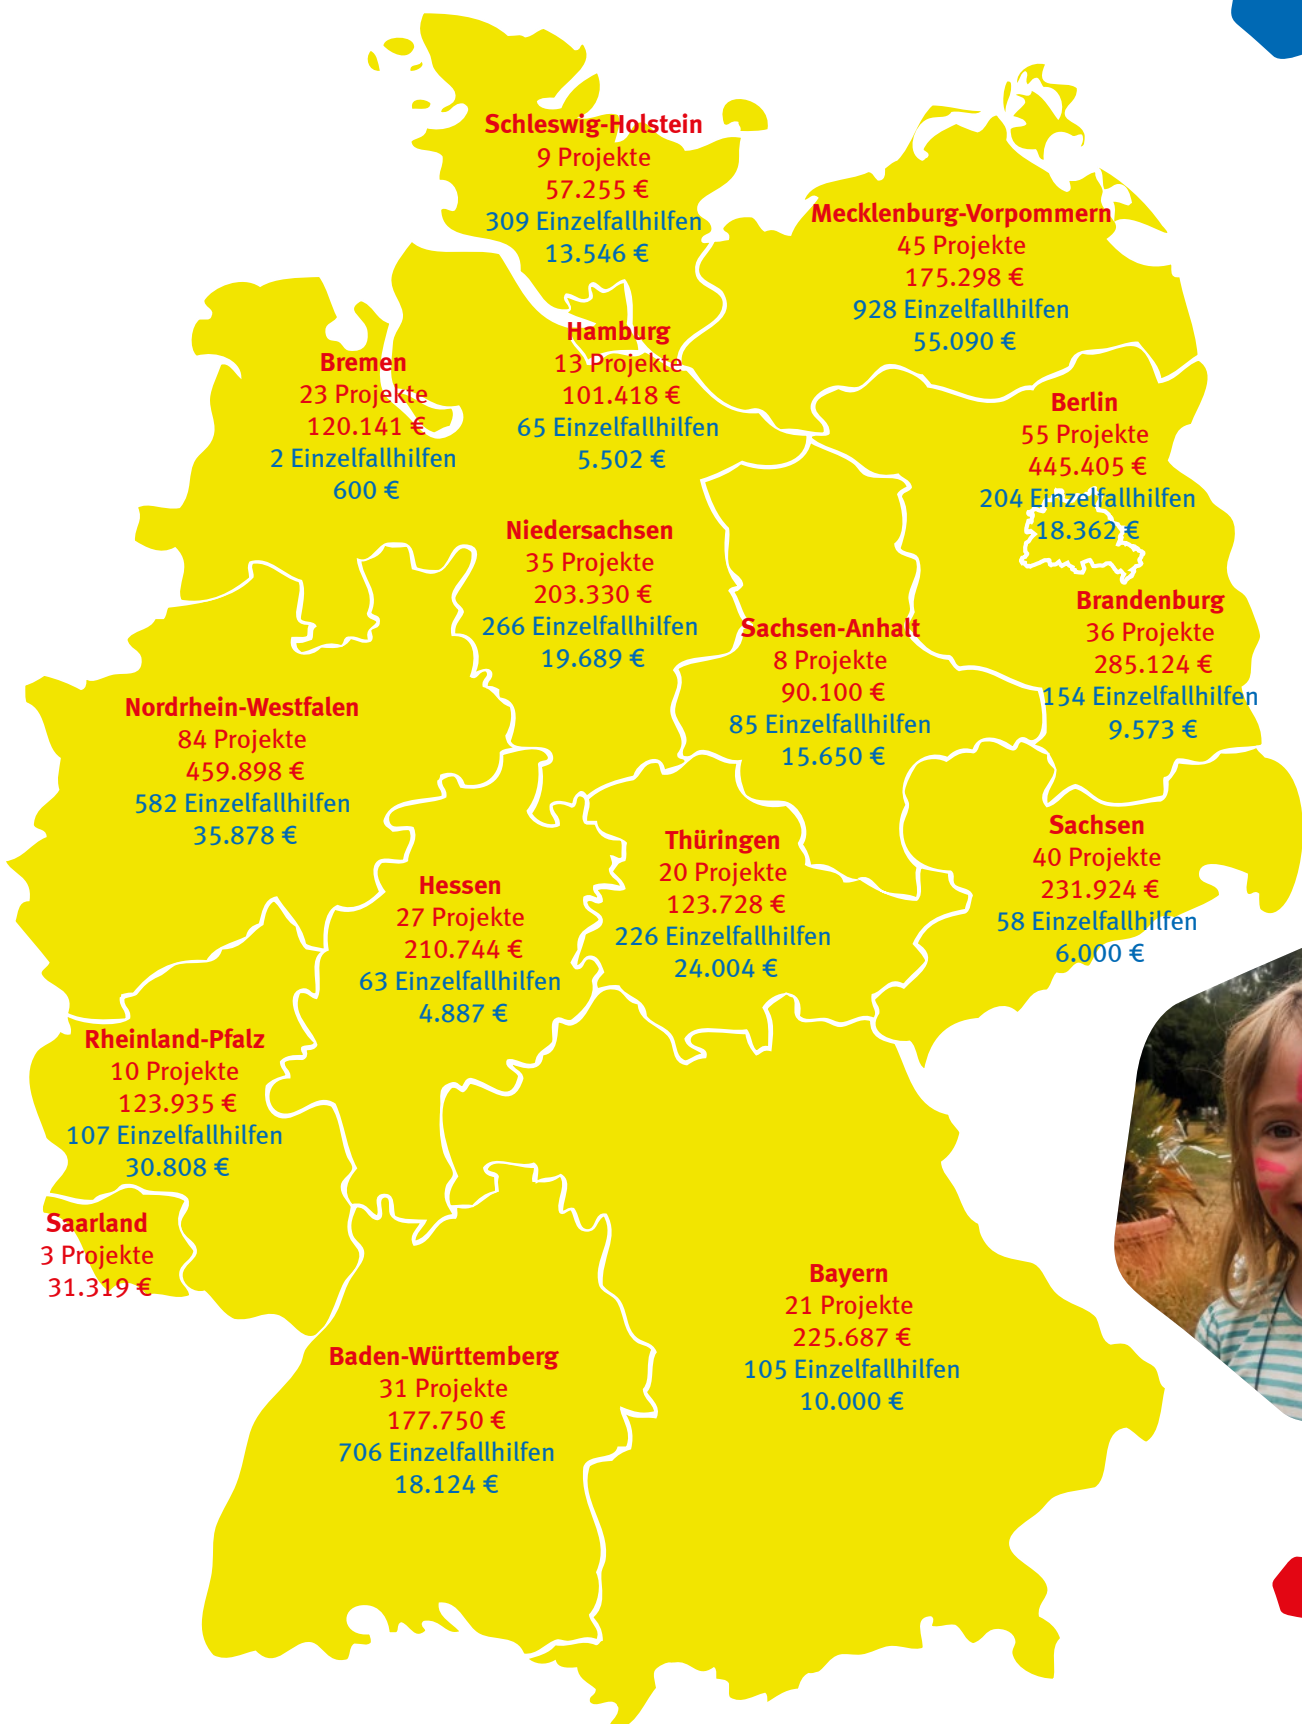 Schleswig-Holstein
9 Projekte
57.255 €
309 Einzelfallhilfen
13.546 €
Mecklenburg-Vorpommern
45 Projekte
175.298 €
928 Einzelfallhilfen
55.090 €
Hamburg
13 Projekte
101.418 €
65 Einzelfallhilfen
5.502 €
Bremen
23 Projekte
120.141 €
2 Einzelfallhilfen
600 €
Berlin
55 Projekte
445.405 €
204 Einzelfallhilfen
18.362 €
Niedersachsen
35 Projekte
203.330 €
266 Einzelfallhilfen
19.689 €
Brandenburg
36 Projekte
285.124 €
154 Einzelfallhilfen
9.573 €
Sachsen-Anhalt
8 Projekte
90.100 €
85 Einzelfallhilfen
15.650 €
Nordrhein-Westfalen
84 Projekte
459.898 €
582 Einzelfallhilfen
35.878 €
Sachsen
40 Projekte
231.924 €
58 Einzelfallhilfen
6.000 €
Thüringen
20 Projekte
123.728 €
226 Einzelfallhilfen
24.004 €
Hessen
27 Projekte
210.744 €
63 Einzelfallhilfen
4.887 €
Rheinland-Pfalz
10 Projekte
123.935 €
107 Einzelfallhilfen
30.808 €
Saarland
3 Projekte
31.319 €
Bayern
21 Projekte
225.687 €
105 Einzelfallhilfen
10.000 €
Baden-Württemberg
31 Projekte
177.750 €
706 Einzelfallhilfen
18.124 €